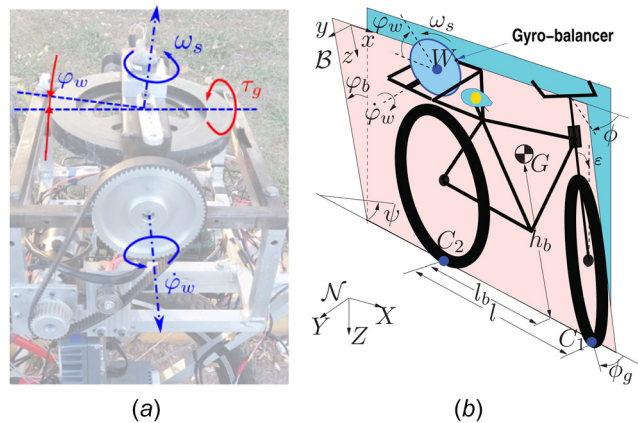 (a)
ω_s
φ_w
τ_g
φ̇_w
(a)
(b)
y
x
φ_w
ω_s
z
W
Gyro-balancer
B
φ_b
φ̇_w
ϕ
ε
G
ψ
h_b
C_2
N
X
Y
Z
l_b
l
C_1
ϕ_g
(b)